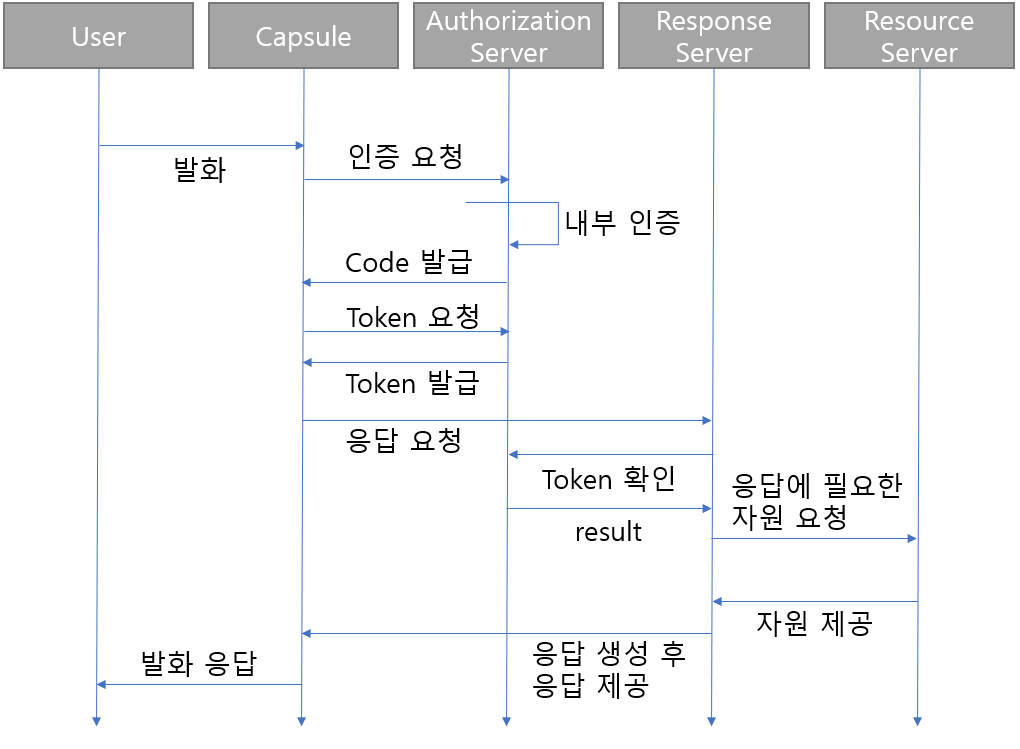 User
Capsule
Authorization
Server
Response
Server
Resource
Server
발화
인증 요청
내부 인증
Code 발급
Token 요청
Token 발급
응답 요청
Token 확인
result
응답에 필요한
자원 요청
자원 제공
응답 생성 후
응답 제공
발화 응답